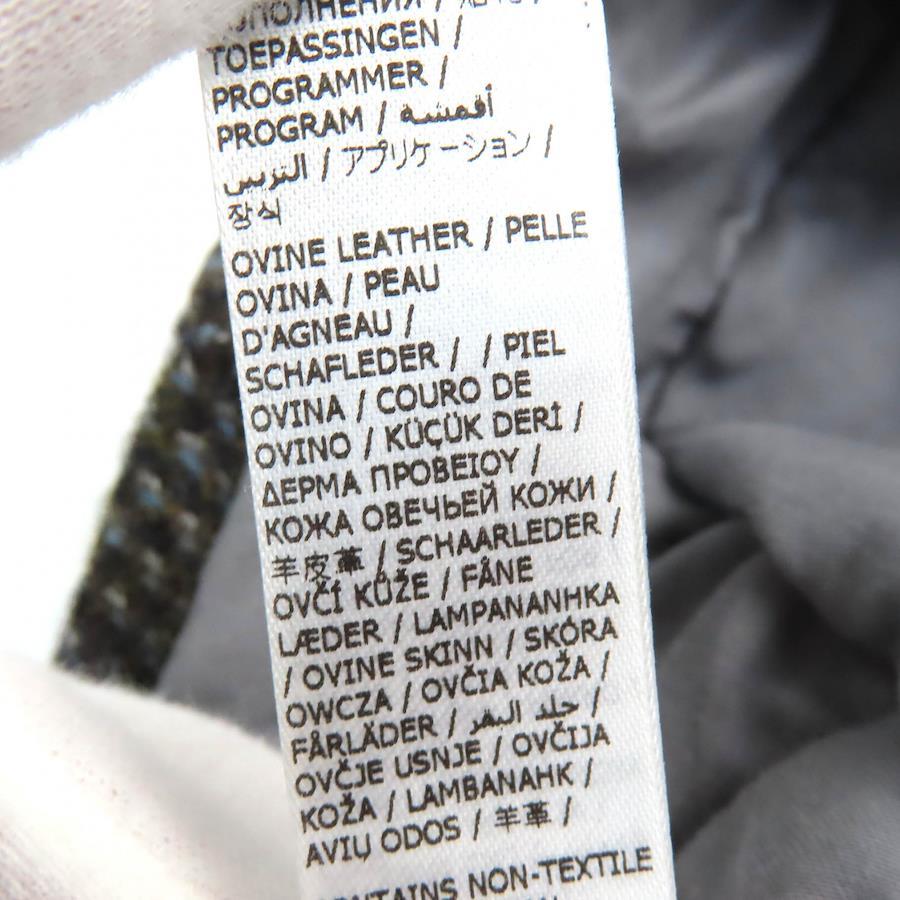 ДОПОЛНЕНИЯ /
TOEPASSINGEN /
PROGRAMMER /
PROGRAM / أقمشة
التزيين / アプリケーション /
장식
OVINE LEATHER / PELLE
OVINA / PEAU
D'AGNEAU /
SCHAFLEDER / / PIEL
OVINA / COURO DE
OVINO / KÜÇÜK DERİ /
ΔΕΡΜΑ ΠΡΟΒΕΙΟΥ /
КОЖА ОВЕЧЬЕЙ КОЖИ /
羊皮革 / SCHAARLEDER /
OVČÍ KŮŽE / FÅNE
LÆDER / LAMPANANHKA
/ OVINE SKINN / SKÓRA
OWCZA / OVČIA KOŽA /
FÅRLÄDER / جلد البقر /
OVČJE USNJE / OVČIJA
KOŽA / LAMBANAHK /
AVIŲ ODOS / 羊革 /
CONTAINS NON-TEXTILE